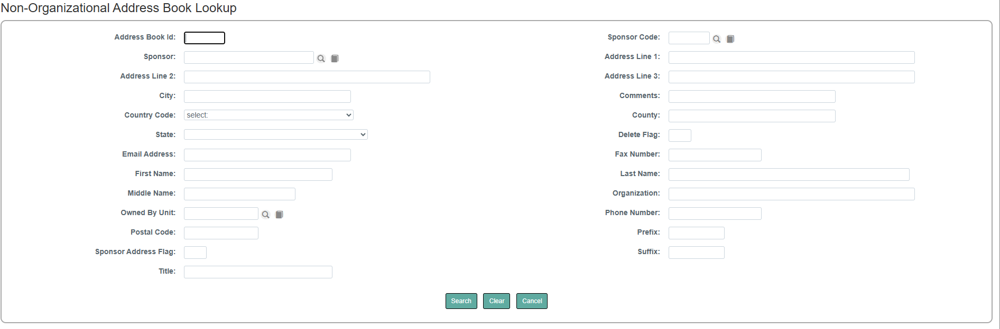 Non-Organizational Address Book Lookup
Address Book Id:
Sponsor Code:
Sponsor:
Address Line 1:
Address Line 2:
Address Line 3:
City:
Comments:
Country Code: select:
County:
State:
Delete Flag:
Email Address:
Fax Number:
First Name:
Last Name:
Middle Name:
Organization:
Owned By Unit:
Phone Number:
Postal Code:
Prefix:
Sponsor Address Flag:
Suffix:
Title:
Search Clear Cancel